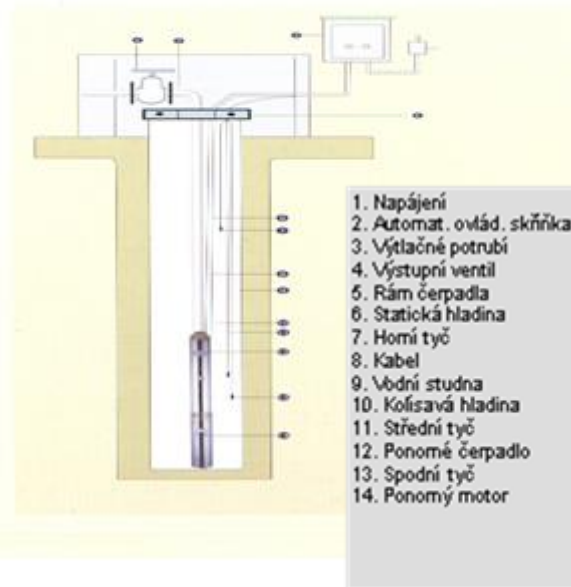 1. Napájení
2. Automat. ovlád. skříňka
3. Výtlačné potrubí
4. Výstupní ventil
5. Rám čerpadla
6. Statická hladina
7. Horní tyč
8. Kabel
9. Vodní studna
10. Kolísavá hladina
11. Střední tyč
12. Ponorné čerpadlo
13. Spodní tyč
14. Ponorný motor